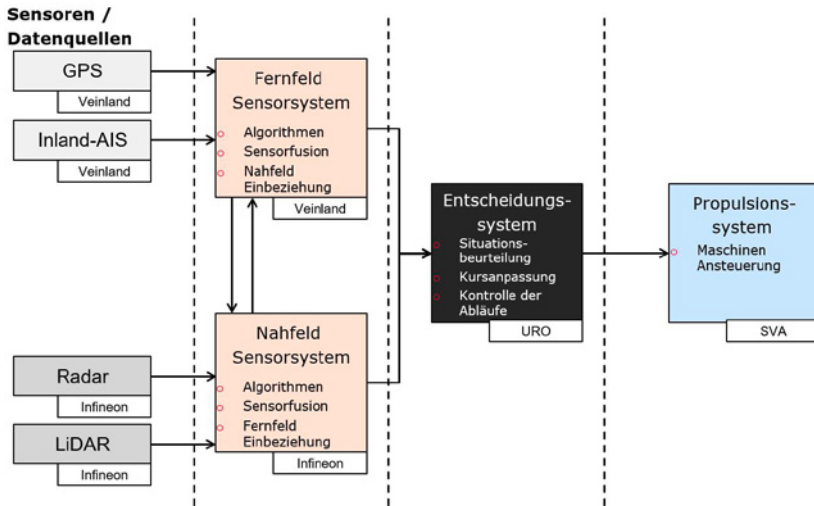 Sensoren /
Datenquellen
GPS
Veinland
Inland-AIS
Veinland
Radar
Infineon
LiDAR
Infineon
Fernfeld
Sensorsystem
Algorithmen
Sensorfusion
Nahfeld
Einbeziehung
Veinland
Nahfeld
Sensorsystem
Algorithmen
Sensorfusion
Fernfeld
Einbeziehung
Infineon
Entscheidungs-
system
Situations-
beurteilung
Kursanpassung
Kontrolle der
Abläufe
URO
Propulsions-
system
Maschinen
Ansteuerung
SVA